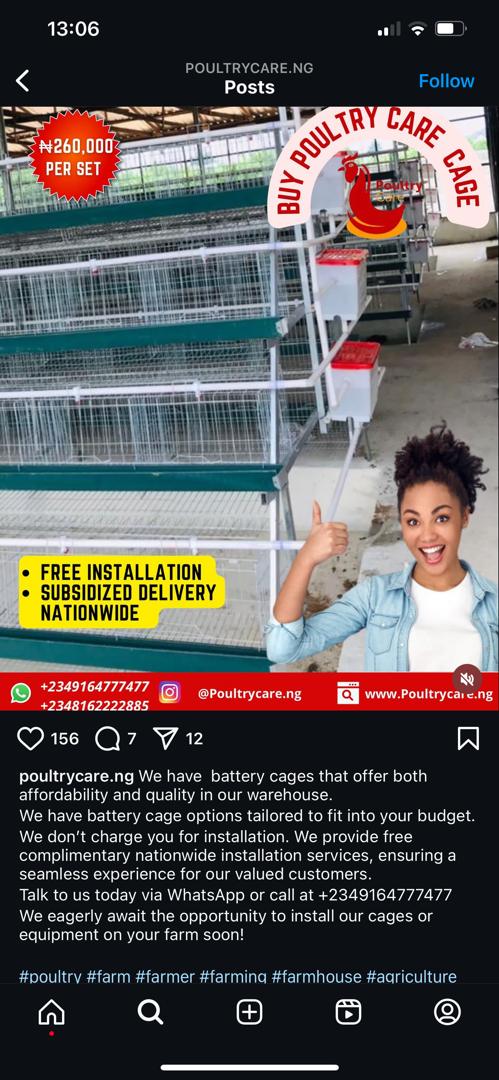 13:06
POULTRYCARE.NG
Posts
Follow
₦260,000
PER SET
BUY POULTRY CARE CAGE
Poultry
Care
• FREE INSTALLATION
• SUBSIDIZED DELIVERY
NATIONWIDE
+2349164777477
+2348162222885
@Poultrycare.ng
www.Poultrycare.ng
156
7
12
poultrycare.ng We have battery cages that offer both
affordability and quality in our warehouse.
We have battery cage options tailored to fit into your budget.
We don’t charge you for installation. We provide free
complimentary nationwide installation services, ensuring a
seamless experience for our valued customers.
Talk to us today via WhatsApp or call at +2349164777477
We eagerly await the opportunity to install our cages or
equipment on your farm soon!
#poultry #farm #farmer #farming #farmhouse #agriculture